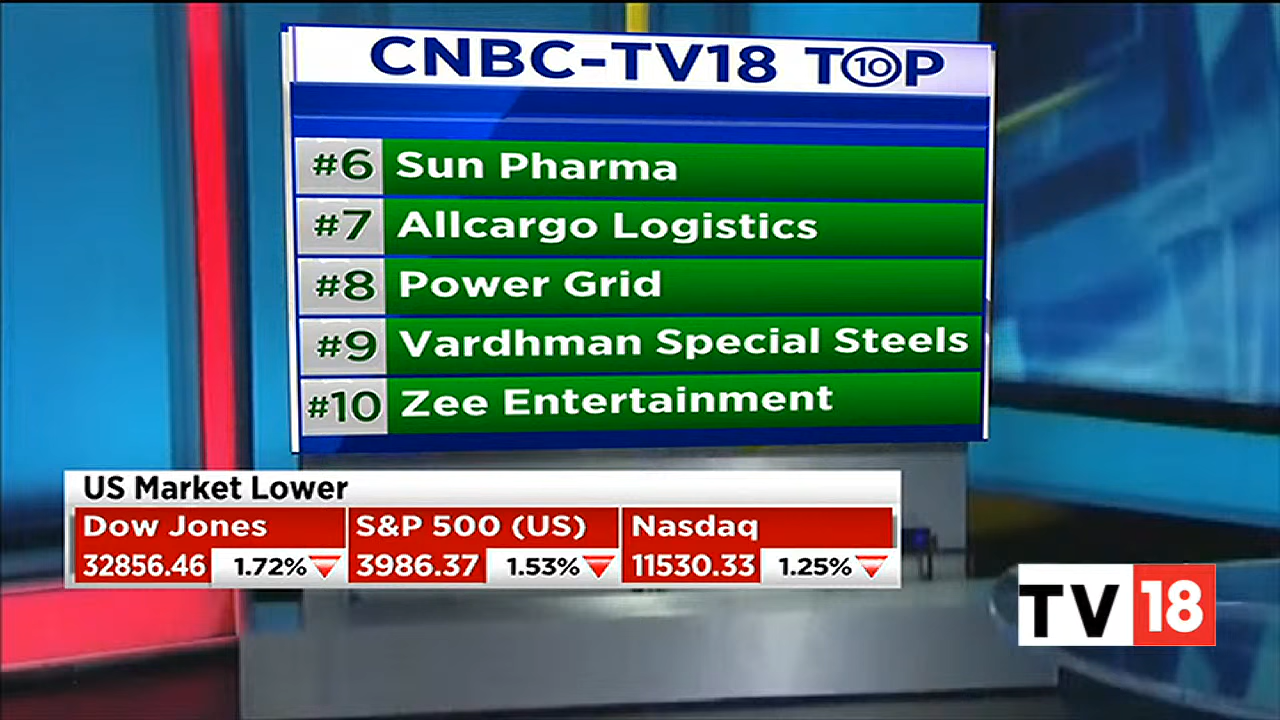 CNBC-TV18 TOP
10
#6 Sun Pharma
#7 Allcargo Logistics
#8 Power Grid
#9 Vardhman Special Steels
#10 Zee Entertainment
US Market Lower
Dow Jones S&P 500 (US) Nasdaq
32856.46 1.72% 3986.37 1.53% 11530.33 1.25%
TV18